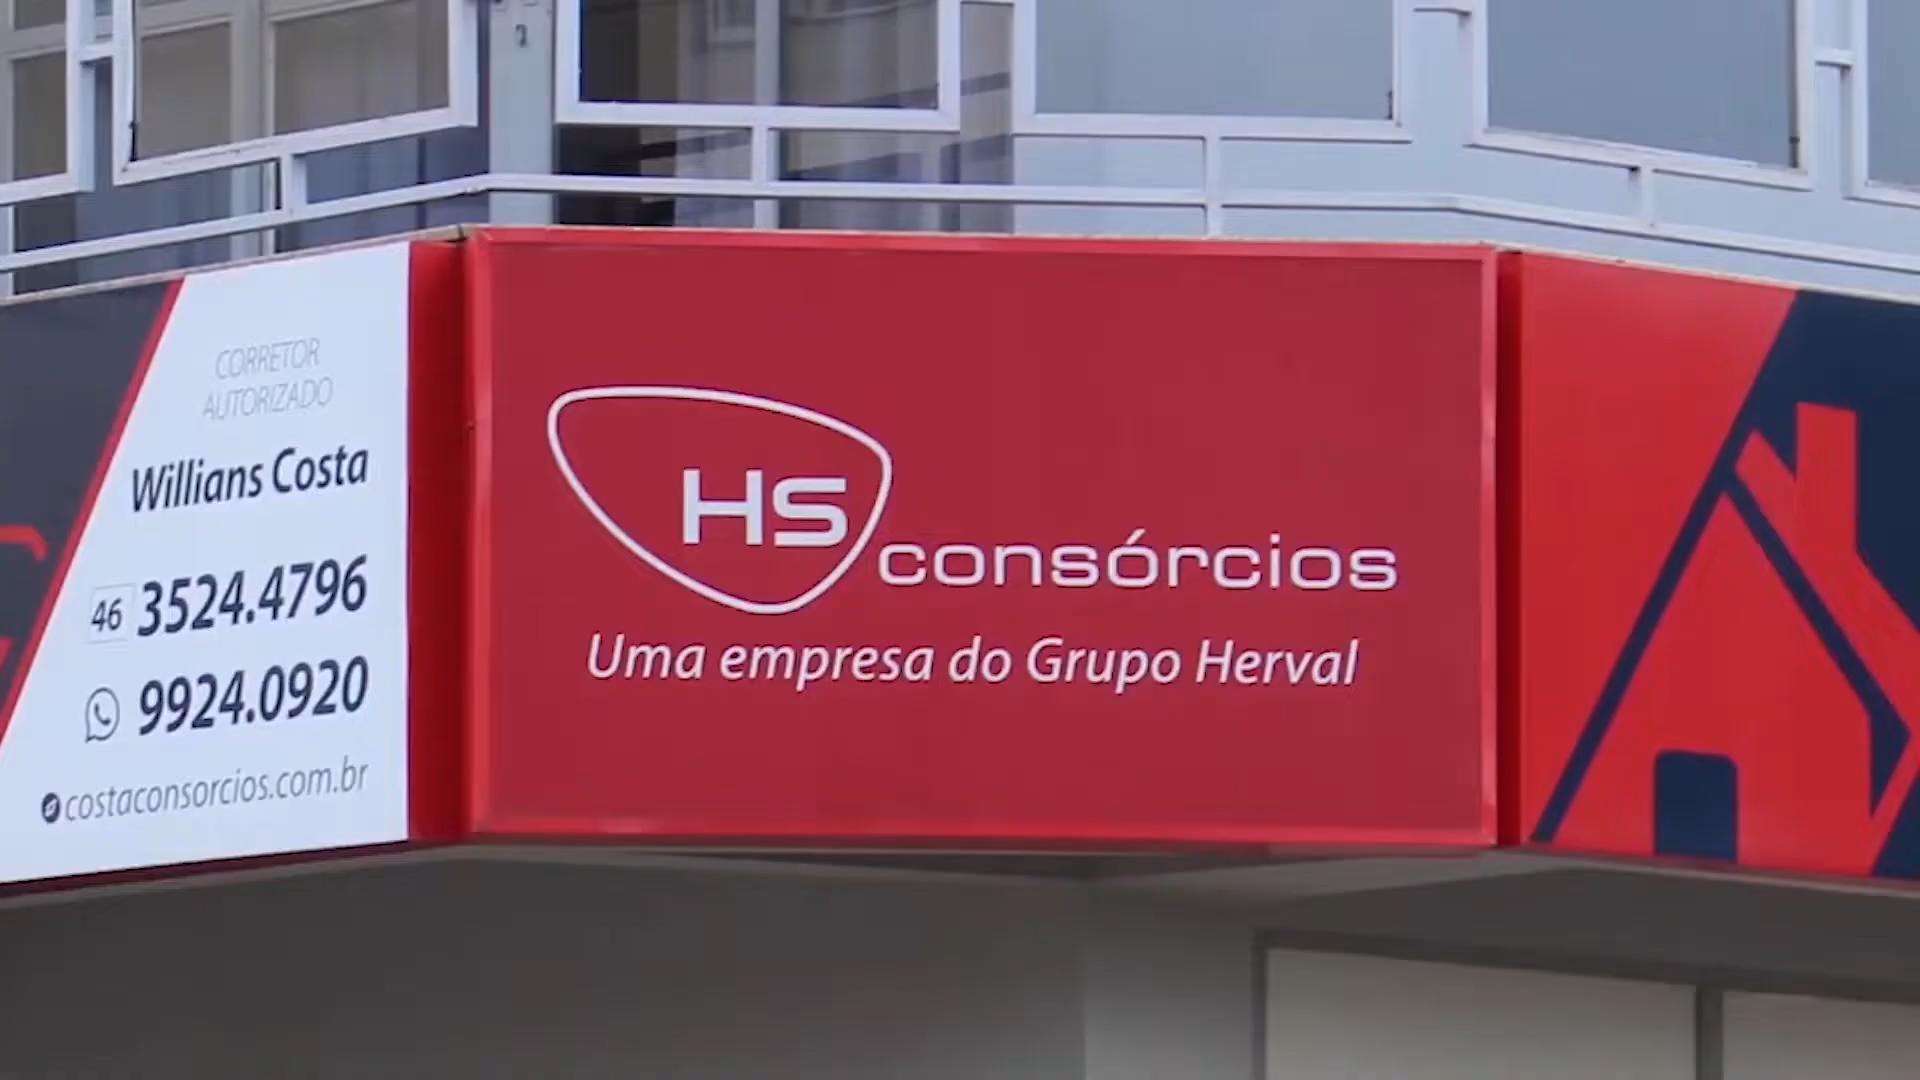 CORRETOR
AUTORIZADO
Willians Costa
46 3524.4796
9924.0920
costaconsorcios.com.br
HS consórcios
Uma empresa do Grupo Herval